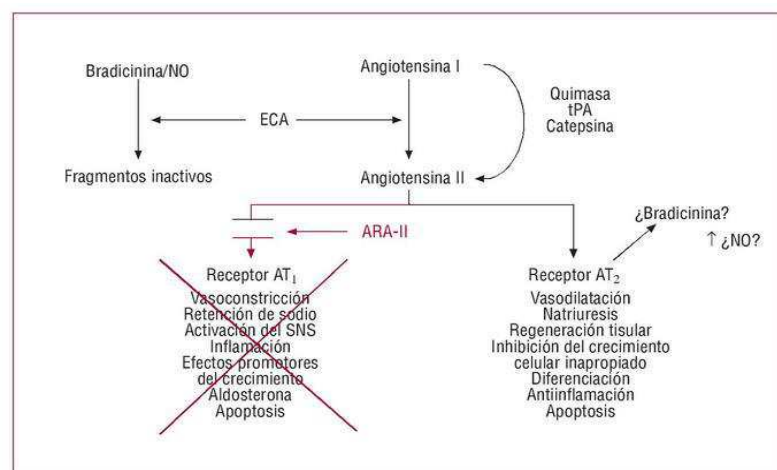 Bradicinina/NO
Angiotensina I
Quimasa
tPA
Catepsina
ECA
Fragmentos inactivos
Angiotensina II
¿Bradicinina?
↑ ¿NO?
ARA-II
Receptor AT₁
Vasoconstricción
Retención de sodio
Activación del SNS
Inflamación
Efectos promotores
del crecimiento
Aldosterona
Apoptosis
Receptor AT₂
Vasodilatación
Natriuresis
Regeneración tisular
Inhibición del crecimiento
celular inapropiado
Diferenciación
Antiinflamación
Apoptosis